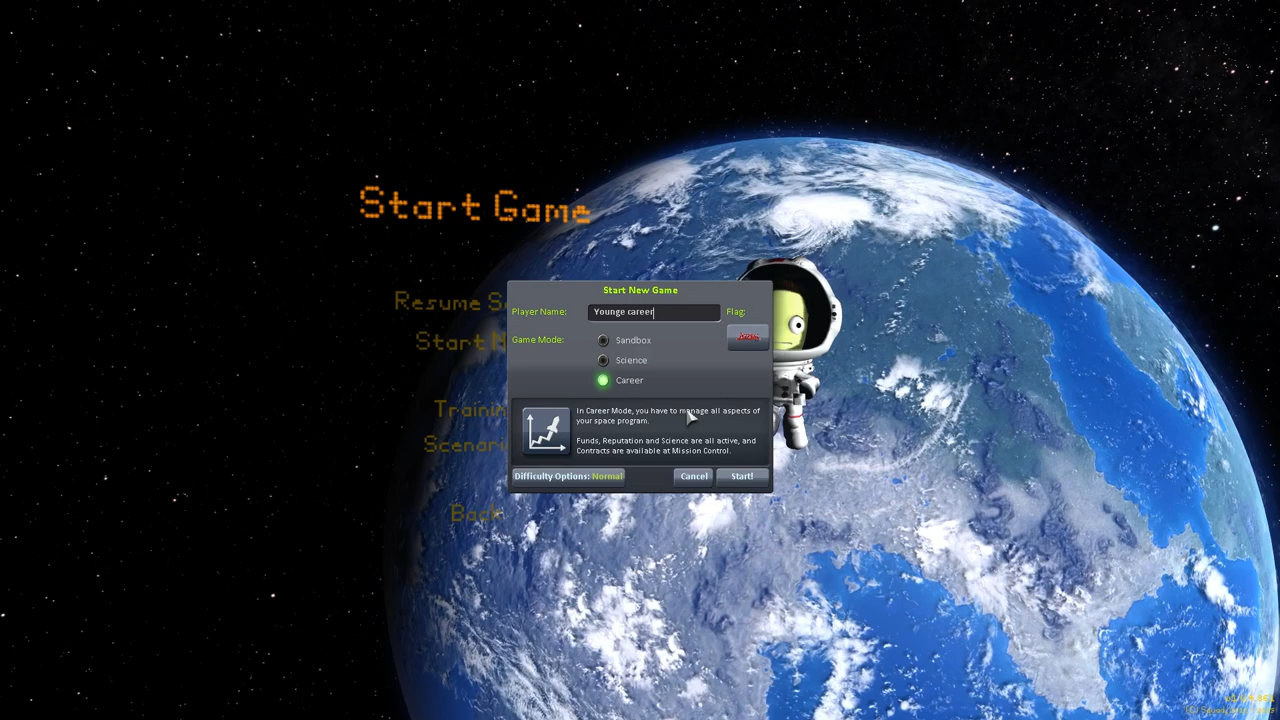 Start Game
Resume S
Start N
Trainin
Scenari
Back
Start New Game
Player Name:
Younge career
Flag:
Game Mode:
Sandbox
Science
Career
In Career Mode, you have to manage all aspects of
your space program.
Funds, Reputation and Science are all active, and
Contracts are available at Mission Control.
Difficulty Options: Normal
Cancel
Start!